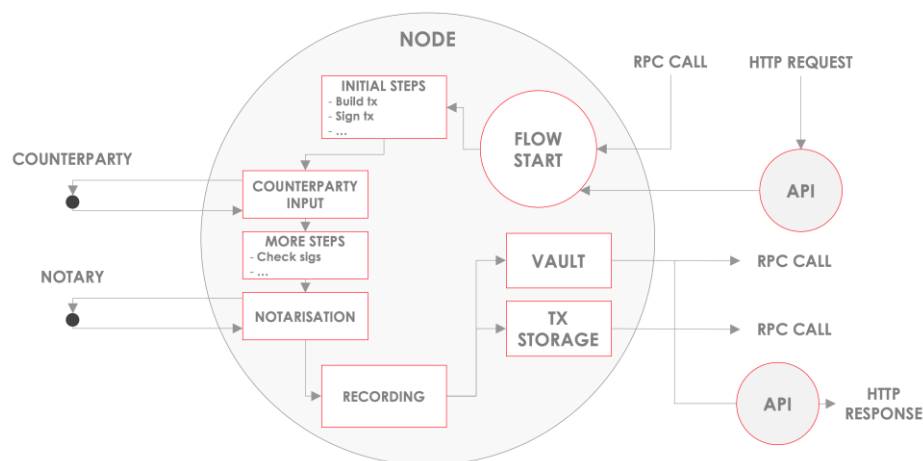 NODE
RPC CALL
HTTP REQUEST
INITIAL STEPS
- Build tx
- Sign tx
- ...
FLOW
START
COUNTERPARTY
COUNTERPARTY
INPUT
API
MORE STEPS
- Check sigs
- ...
VAULT
RPC CALL
NOTARY
NOTARISATION
TX
STORAGE
RPC CALL
RECORDING
API
HTTP
RESPONSE